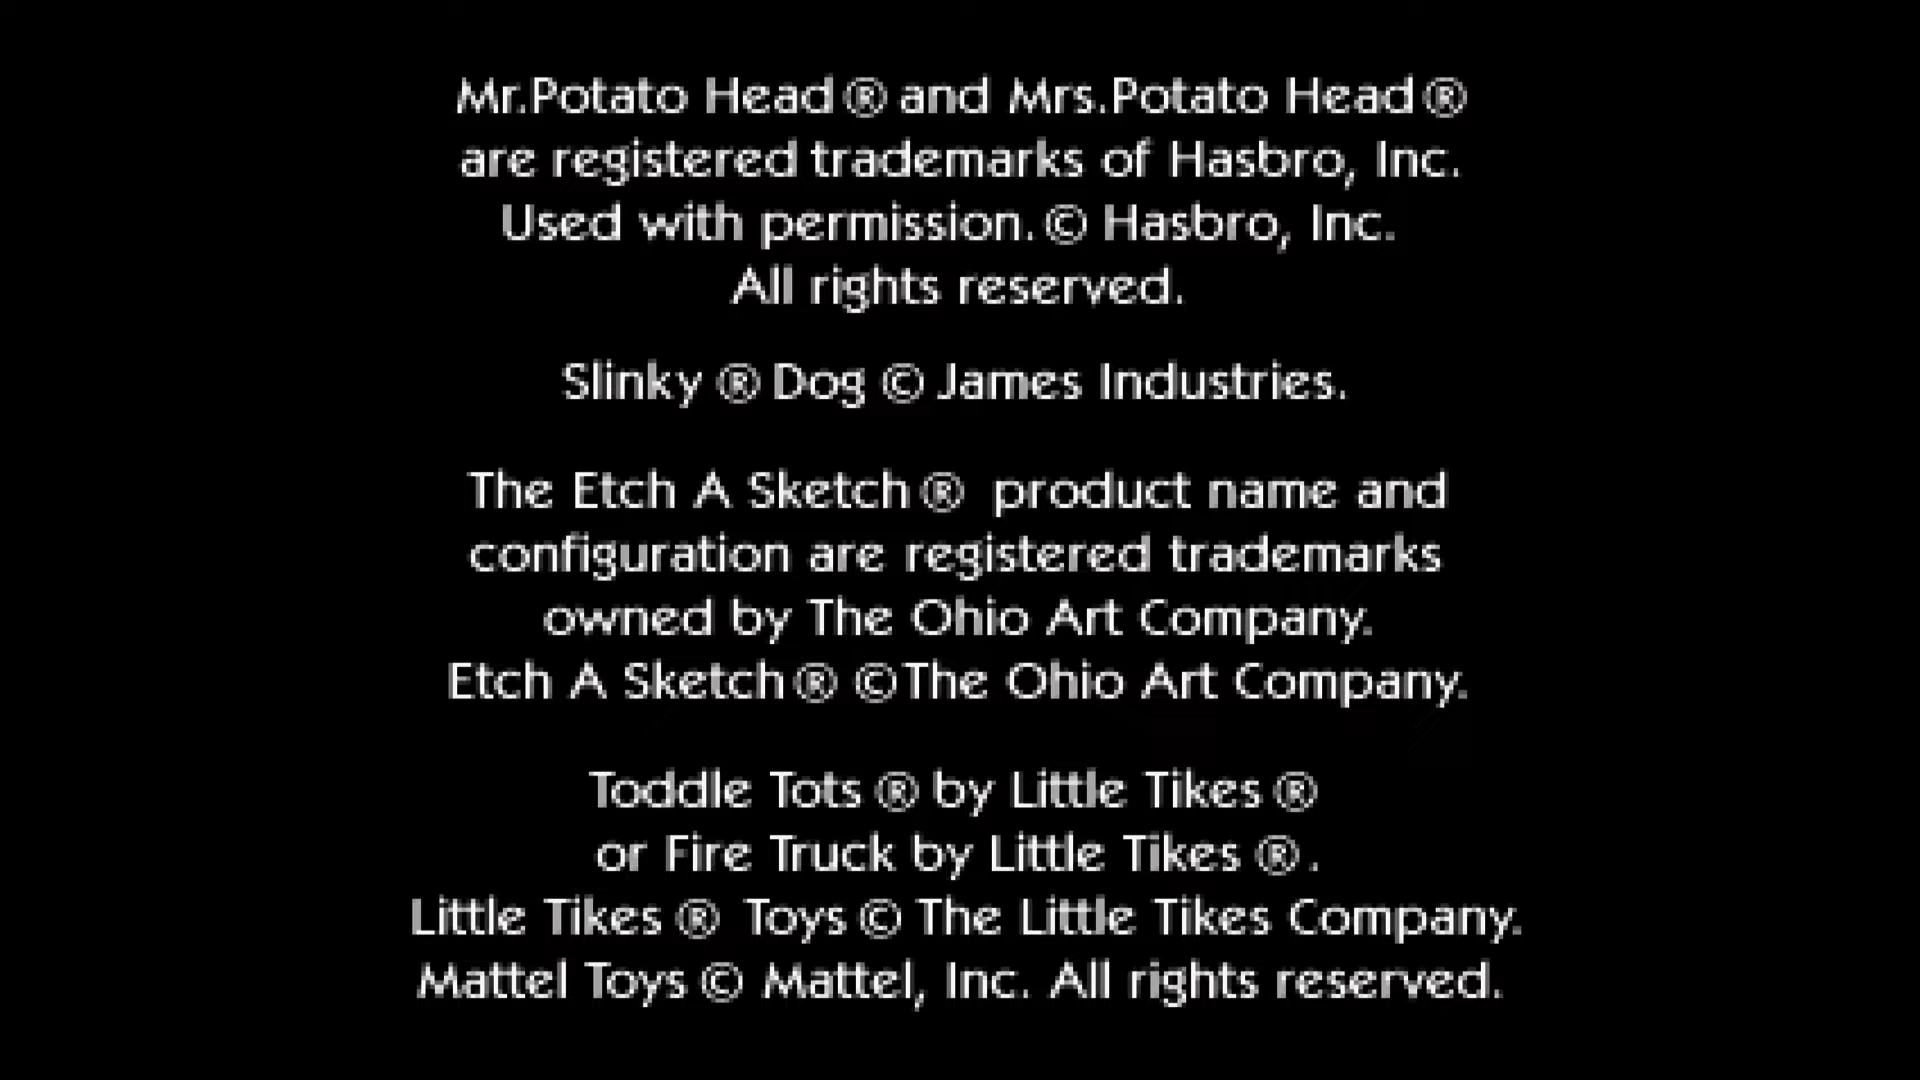 Mr.Potato Head ® and Mrs.Potato Head ®
are registered trademarks of Hasbro, Inc.
Used with permission. © Hasbro, Inc.
All rights reserved.
Slinky ® Dog © James Industries.
The Etch A Sketch ® product name and
configuration are registered trademarks
owned by The Ohio Art Company.
Etch A Sketch ® ©The Ohio Art Company.
Toddle Tots ® by Little Tikes ®
or Fire Truck by Little Tikes ® .
Little Tikes ® Toys © The Little Tikes Company.
Mattel Toys © Mattel, Inc. All rights reserved.